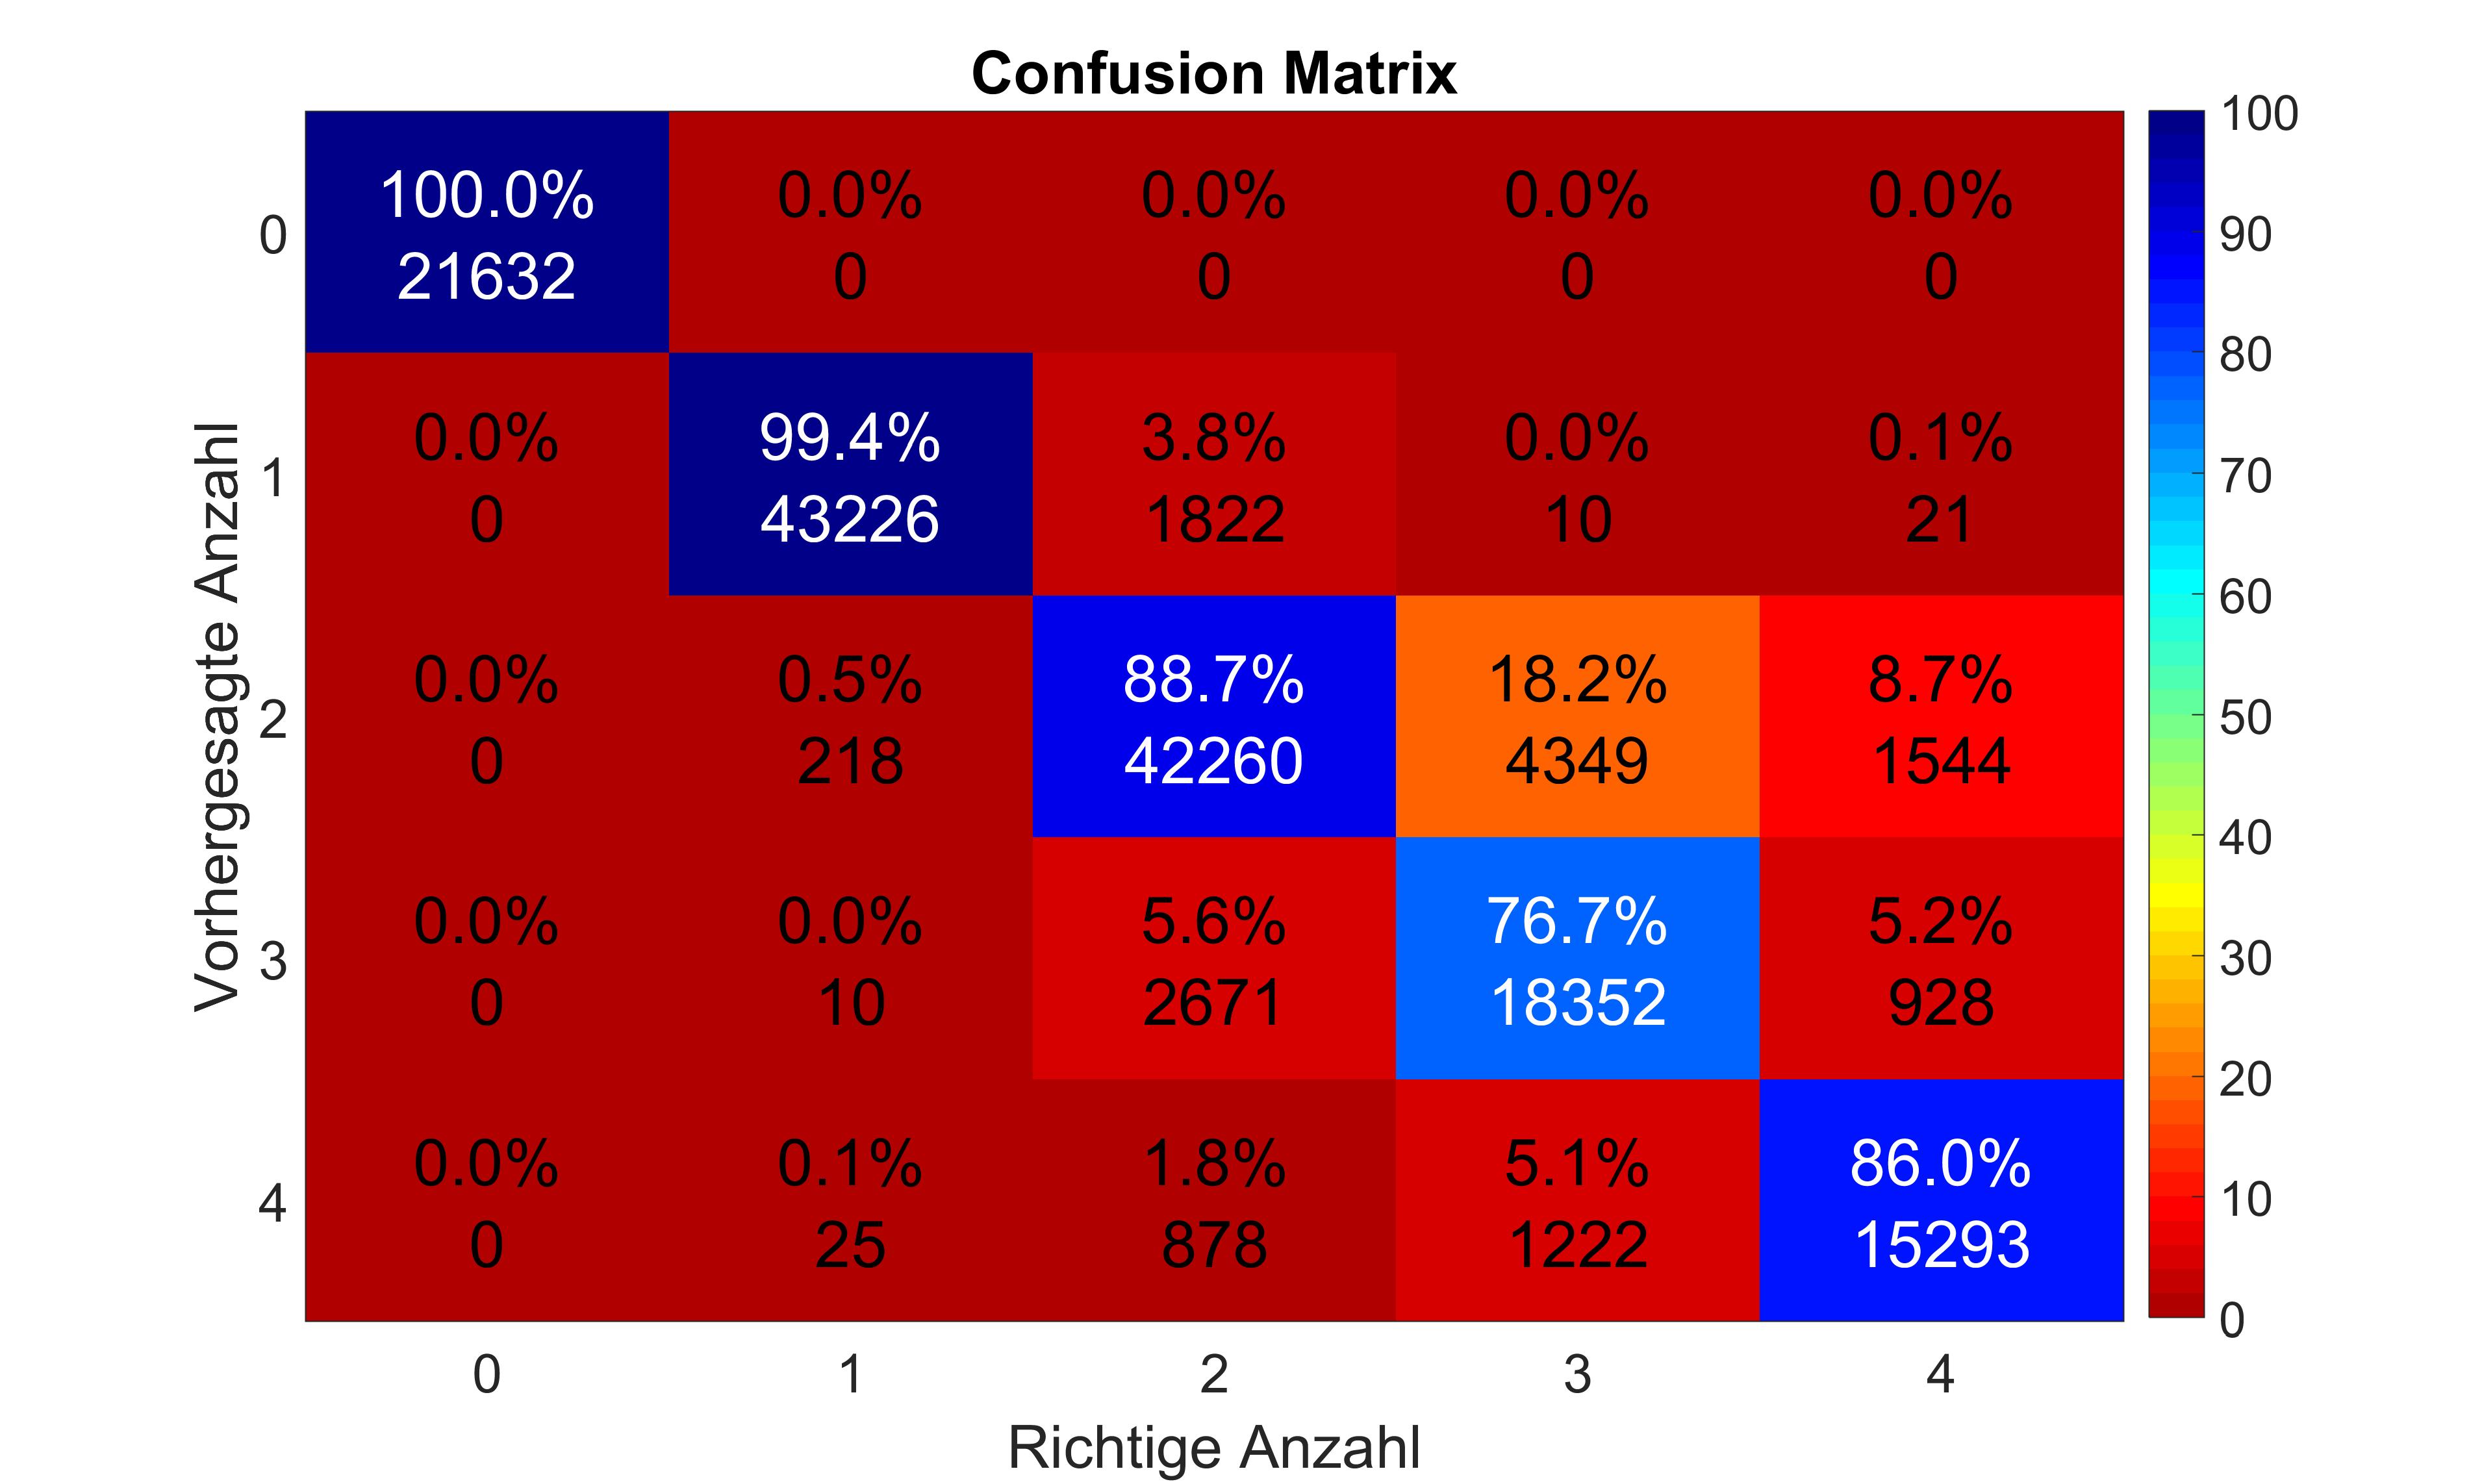 Confusion Matrix
100.0% 0.0% 0.0% 0.0% 0.0%
0
21632 0 0 0 0
0.0% 99.4% 3.8% 0.0% 0.1%
1
0 43226 1822 10 21
0.0% 0.5% 88.7% 18.2% 8.7%
2
0 218 42260 4349 1544
0.0% 0.0% 5.6% 76.7% 5.2%
3
0 10 2671 18352 928
0.0% 0.1% 1.8% 5.1% 86.0%
4
0 25 878 1222 15293
0 1 2 3 4
Richtige Anzahl
Vorhergesagte Anzahl
100
90
80
70
60
50
40
30
20
10
0